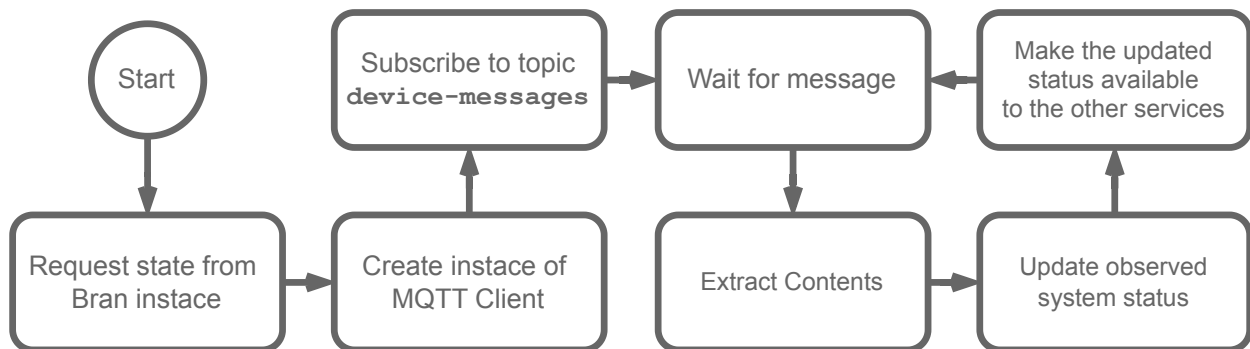 Start
Request state from
Bran instace
Create instace of
MQTT Client
Subscribe to topic
device-messages
Wait for message
Extract Contents
Update observed
system status
Make the updated
status available
to the other services